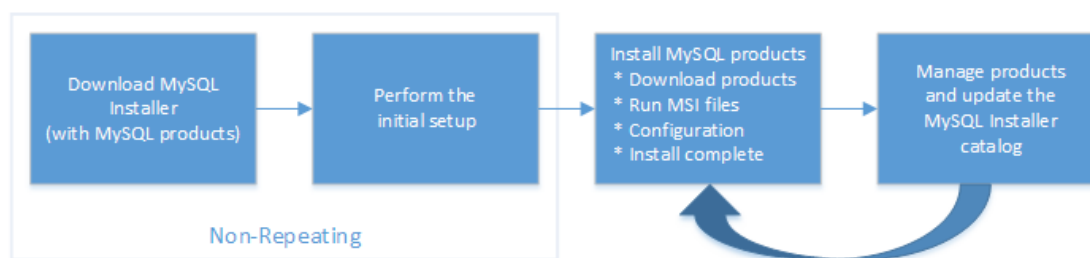 Download MySQL
Installer
(with MySQL products)
Perform the
initial setup
Install MySQL products
* Download products
* Run MSI files
* Configuration
* Install complete
Manage products
and update the
MySQL Installer
catalog
Non-Repeating